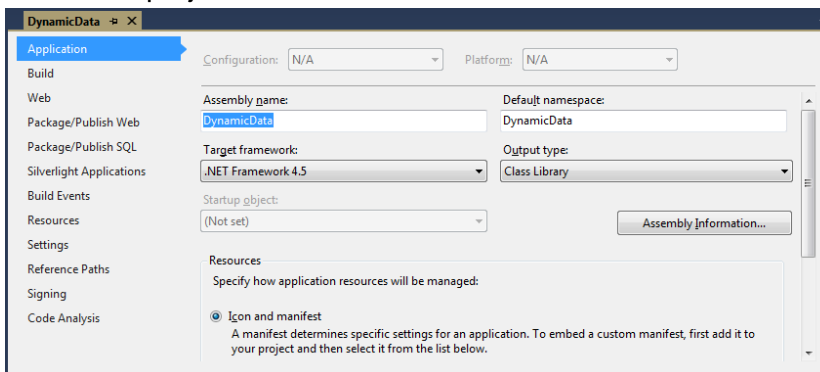 DynamicData
Application
Build
Web
Package/Publish Web
Package/Publish SQL
Silverlight Applications
Build Events
Resources
Settings
Reference Paths
Signing
Code Analysis
Configuration: N/A Platform: N/A
Assembly name: Default namespace:
DynamicData DynamicData
Target framework: Output type:
.NET Framework 4.5 Class Library
Startup object:
(Not set) Assembly Information...
Resources
Specify how application resources will be managed:
Icon and manifest
A manifest determines specific settings for an application. To embed a custom manifest, first add it to
your project and then select it from the list below.